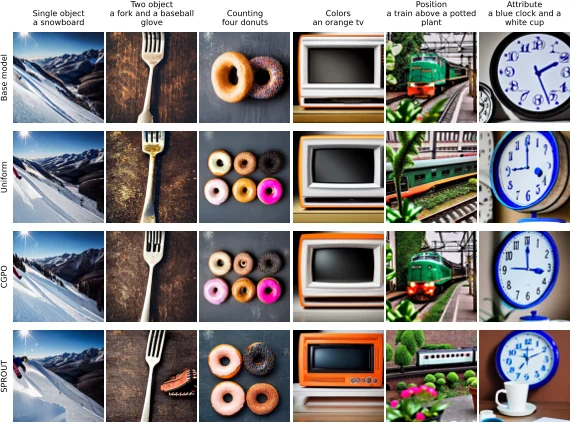 Single object
a snowboard
Two object
a fork and a baseball
glove
Counting
four donuts
Colors
an orange tv
Position
a train above a potted
plant
Attribute
a blue clock and a
white cup
Base model
Uniform
CGPO
SPROUT